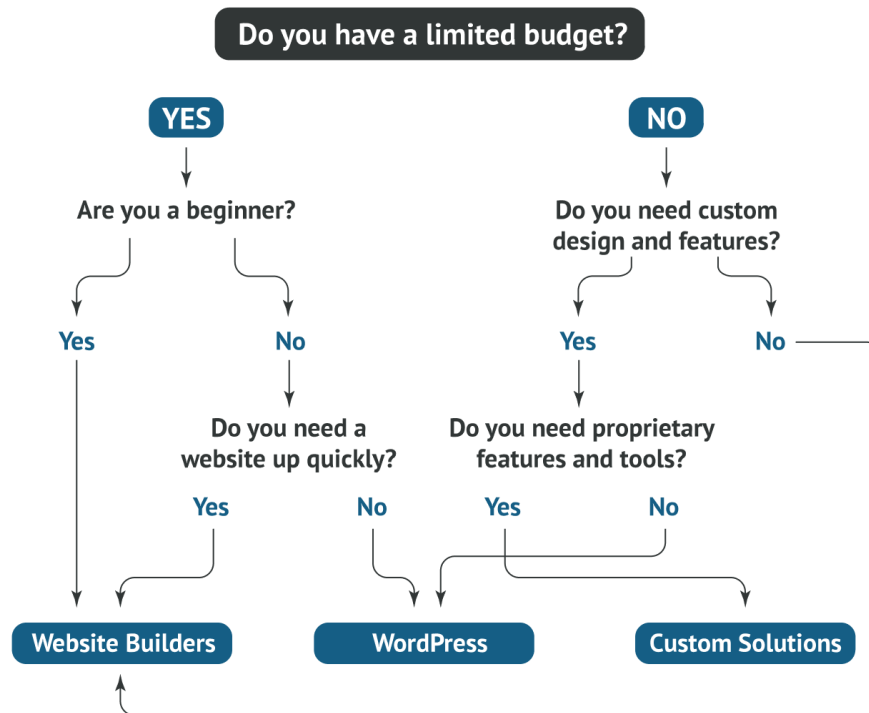 Do you have a limited budget?
YES
NO
Are you a beginner?
Do you need custom
design and features?
Yes
No
Yes
No
Do you need a
website up quickly?
Do you need proprietary
features and tools?
Yes
No
Yes
No
Website Builders
WordPress
Custom Solutions